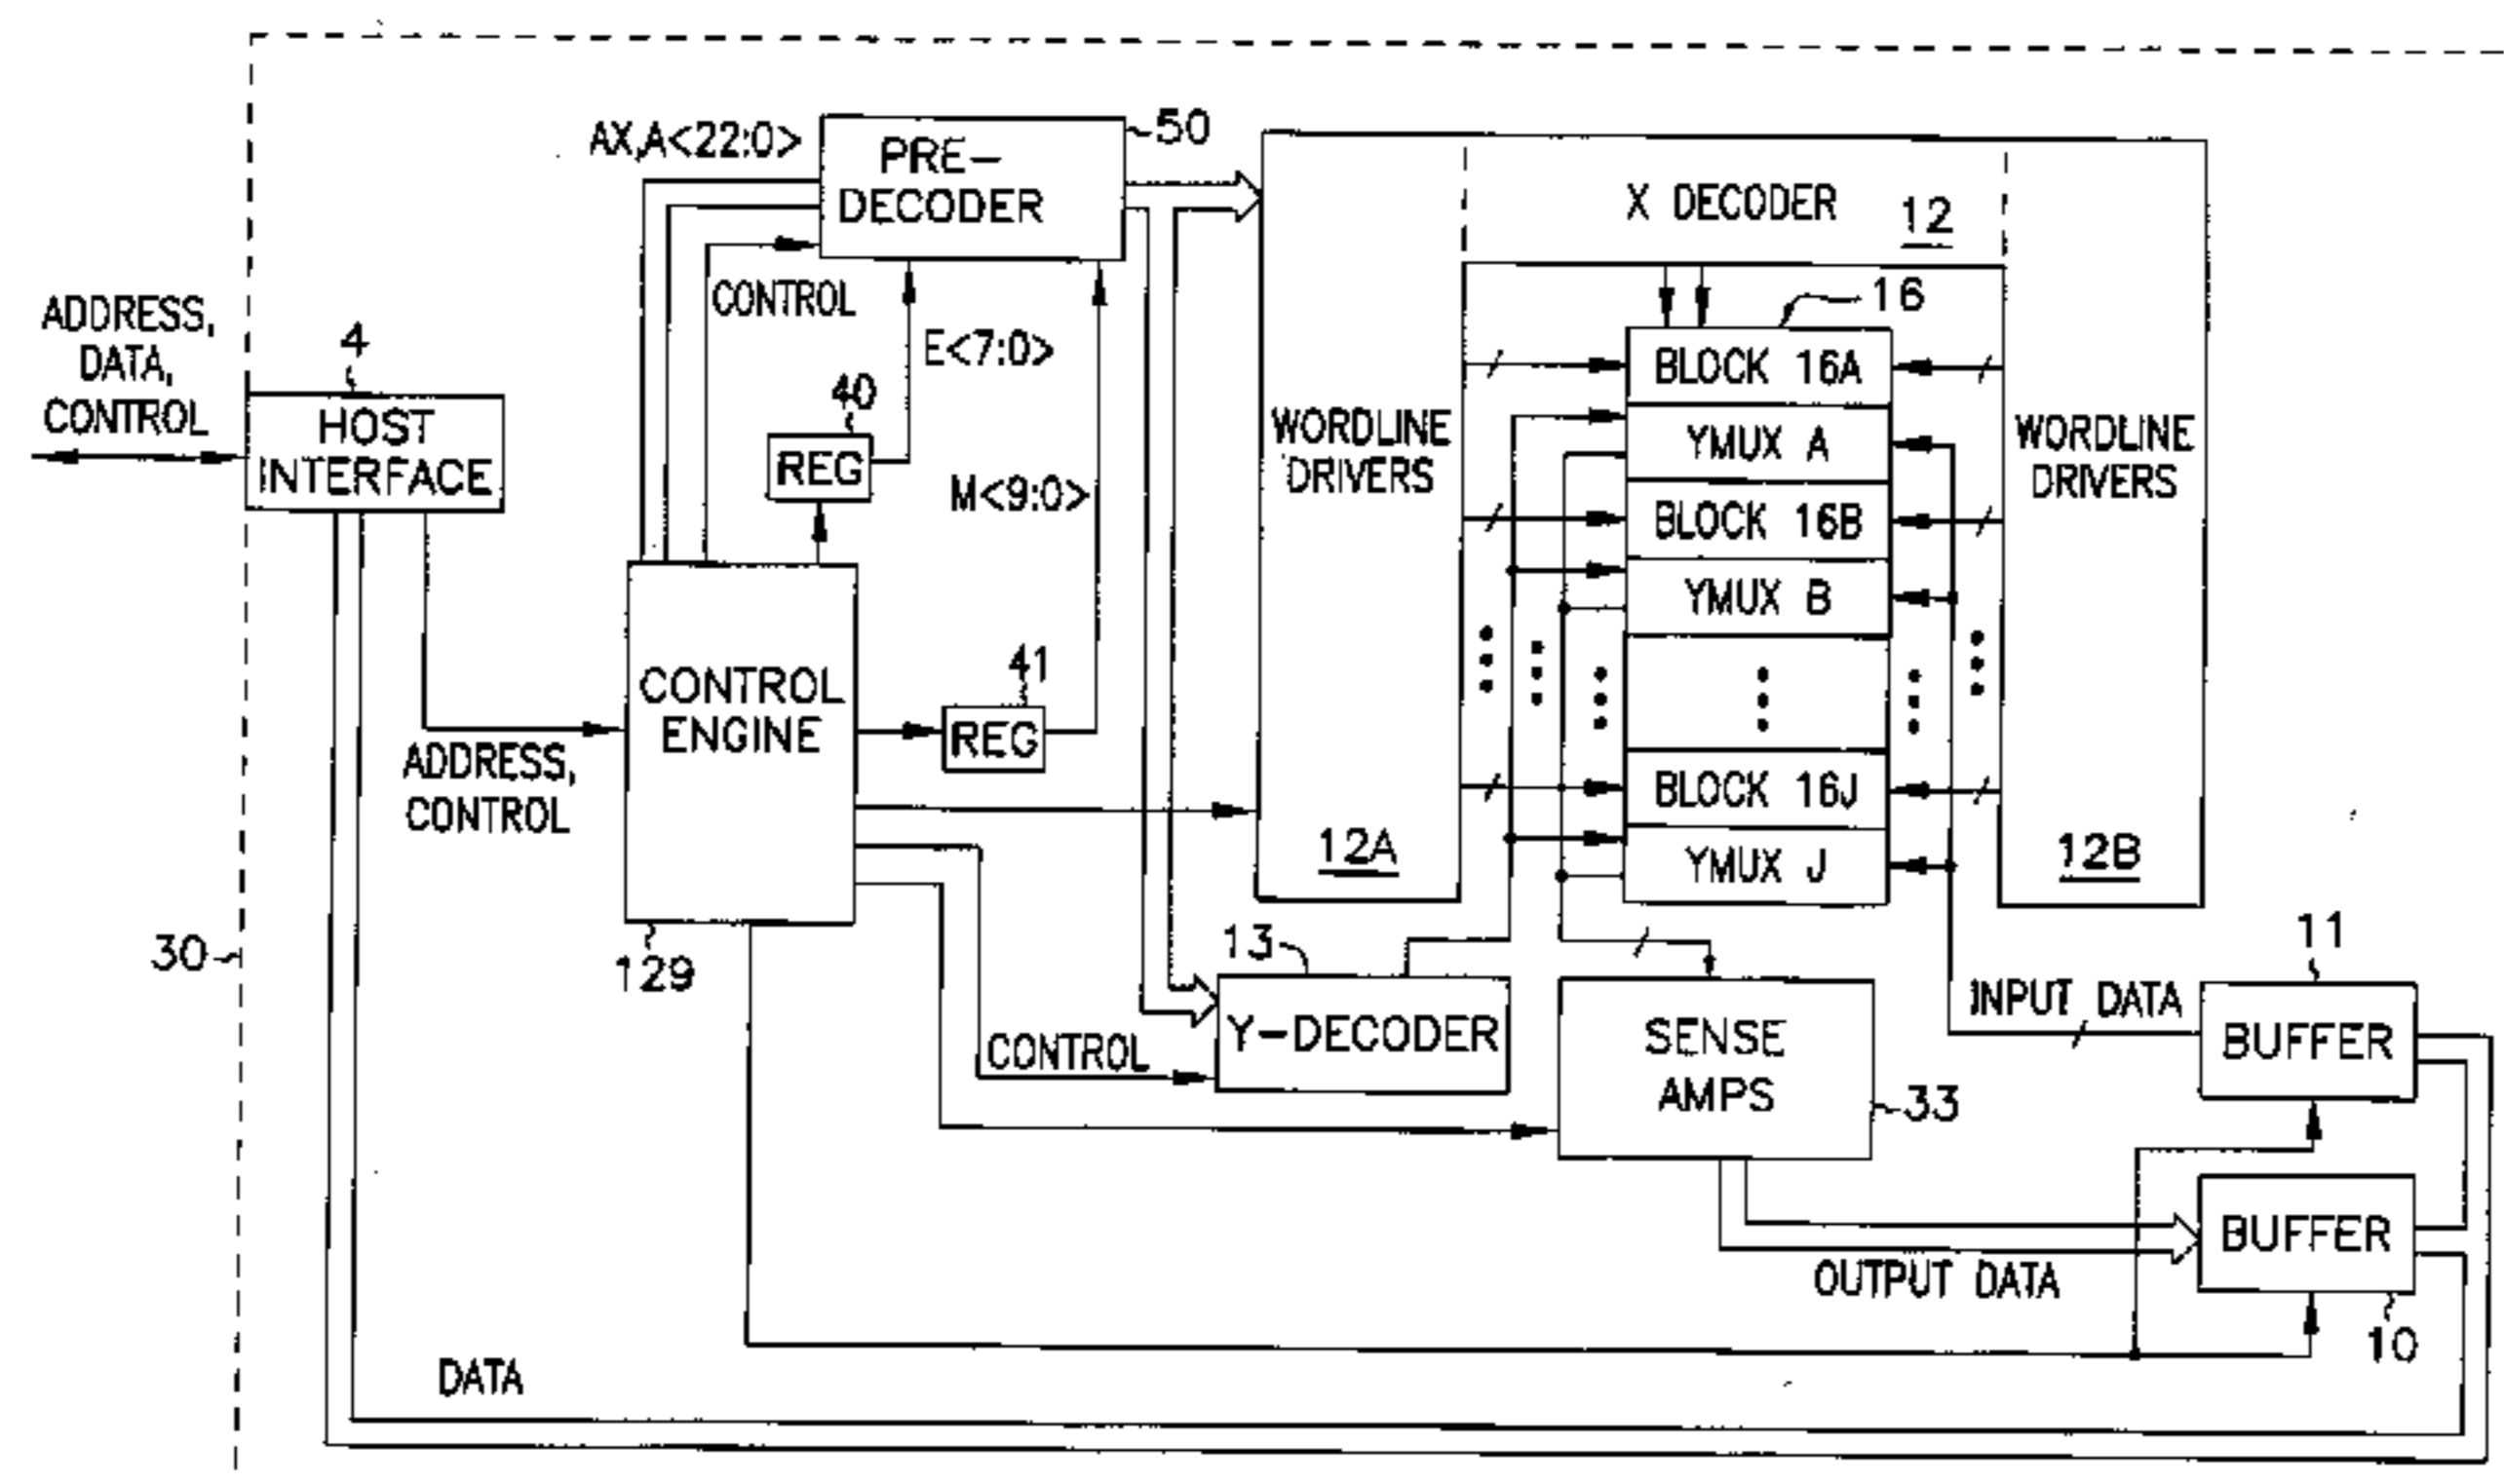 AX,A<22:0>
PRE-
DECODER
50
X DECODER
12
CONTROL
16
ADDRESS,
DATA,
CONTROL
4
HOST
INTERFACE
E<7:0>
40
REG
M<9:0>
WORDLINE
DRIVERS
BLOCK 16A
YMUX A
BLOCK 16B
YMUX B
WORDLINE
DRIVERS
CONTROL
ENGINE
41
REG
ADDRESS,
CONTROL
BLOCK 16J
YMUX J
12A
12B
30
129
13
Y-DECODER
CONTROL
SENSE
AMPS
33
INPUT DATA
11
BUFFER
BUFFER
OUTPUT DATA
10
DATA